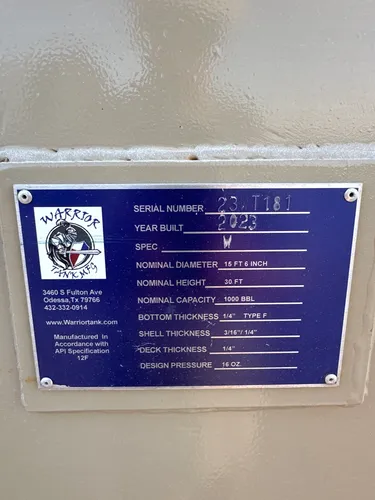 WARRIOR
TANK MFG
3460 S Fulton Ave
Odessa,Tx 79766
432-332-0914
www.Warriortank.com
Manufactured In
Accordance with
API Specification
12F
SERIAL NUMBER 23-T181
YEAR BUILT 2023
SPEC W
NOMINAL DIAMETER 15 FT 6 INCH
NOMINAL HEIGHT 30 FT
NOMINAL CAPACITY 1000 BBL
BOTTOM THICKNESS 1/4" TYPE F
SHELL THICKNESS 3/16"/ 1/4"
DECK THICKNESS 1/4"
DESIGN PRESSURE 16 OZ.